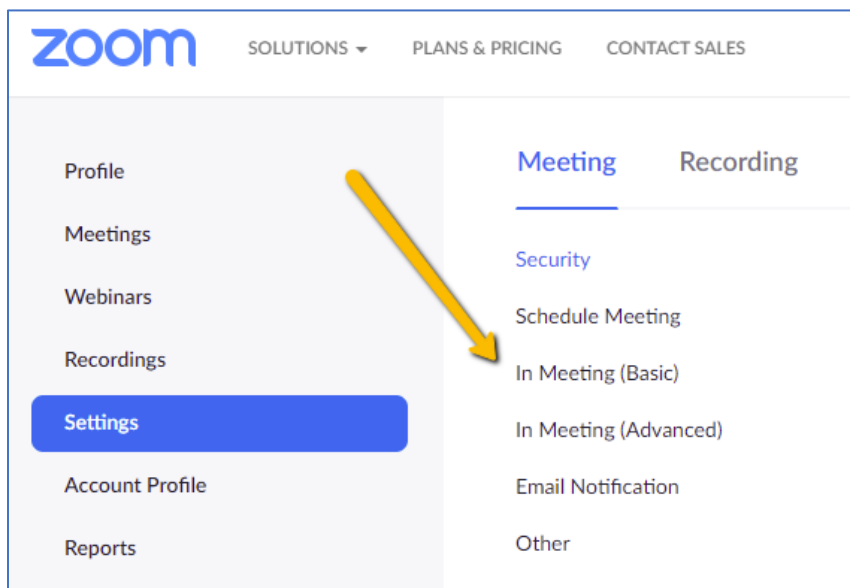 zoom SOLUTIONS PLANS & PRICING CONTACT SALES
Profile
Meetings
Webinars
Recordings
Settings
Account Profile
Reports
Meeting Recording
Security
Schedule Meeting
In Meeting (Basic)
In Meeting (Advanced)
Email Notification
Other